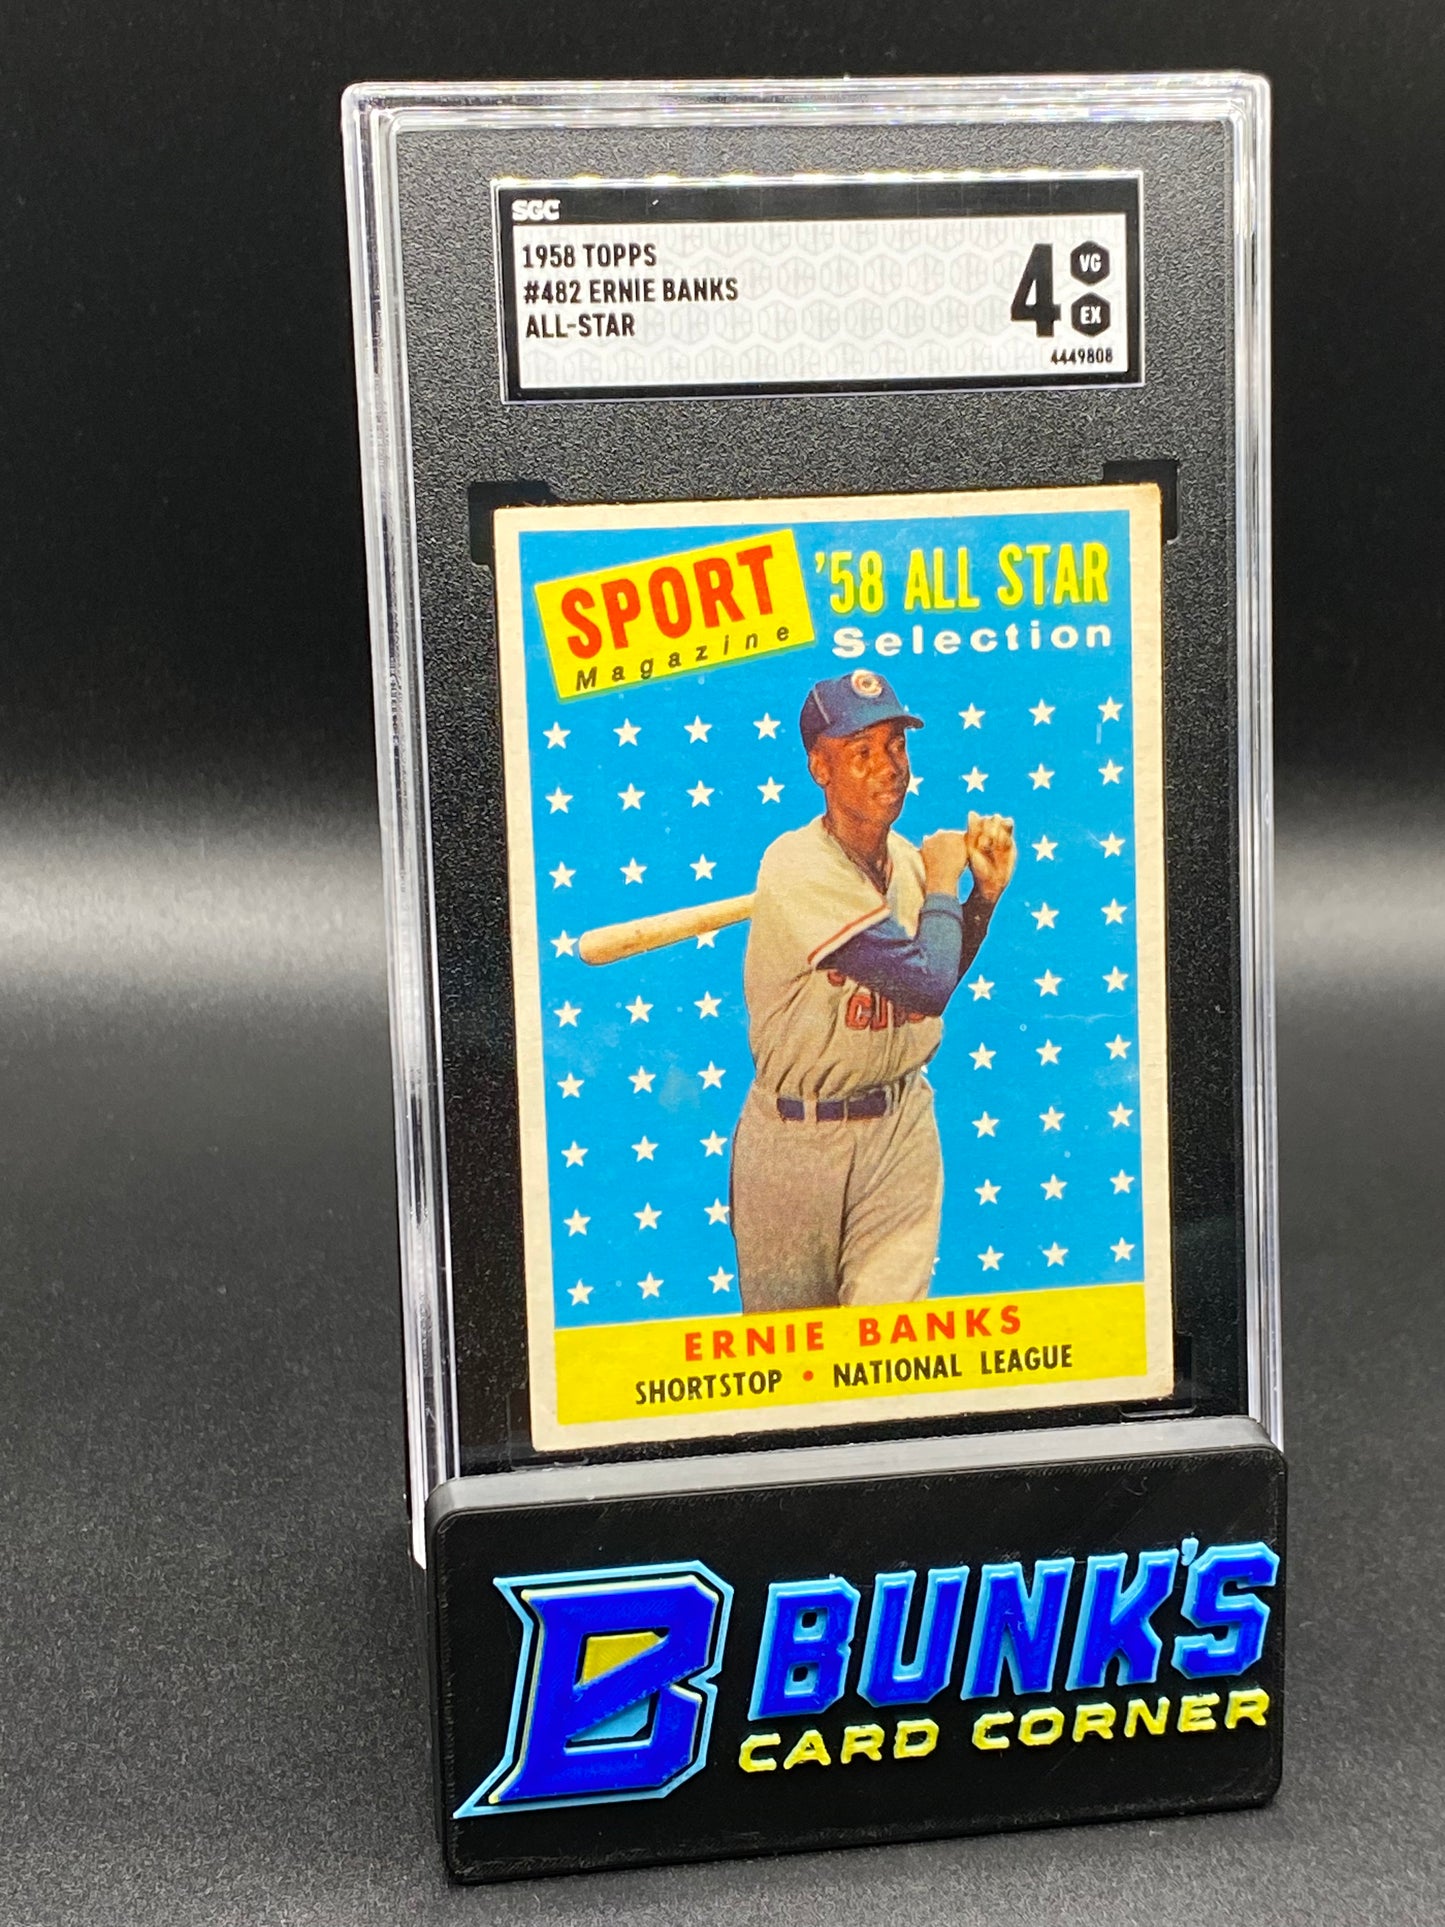 SGC
1958 TOPPS
#482 ERNIE BANKS
ALL-STAR
4 VG
EX
4449808
SPORT
Magazine
'58 ALL STAR
Selection
C
CUBS
ERNIE BANKS
SHORTSTOP • NATIONAL LEAGUE
B BUNK'S
CARD CORNER